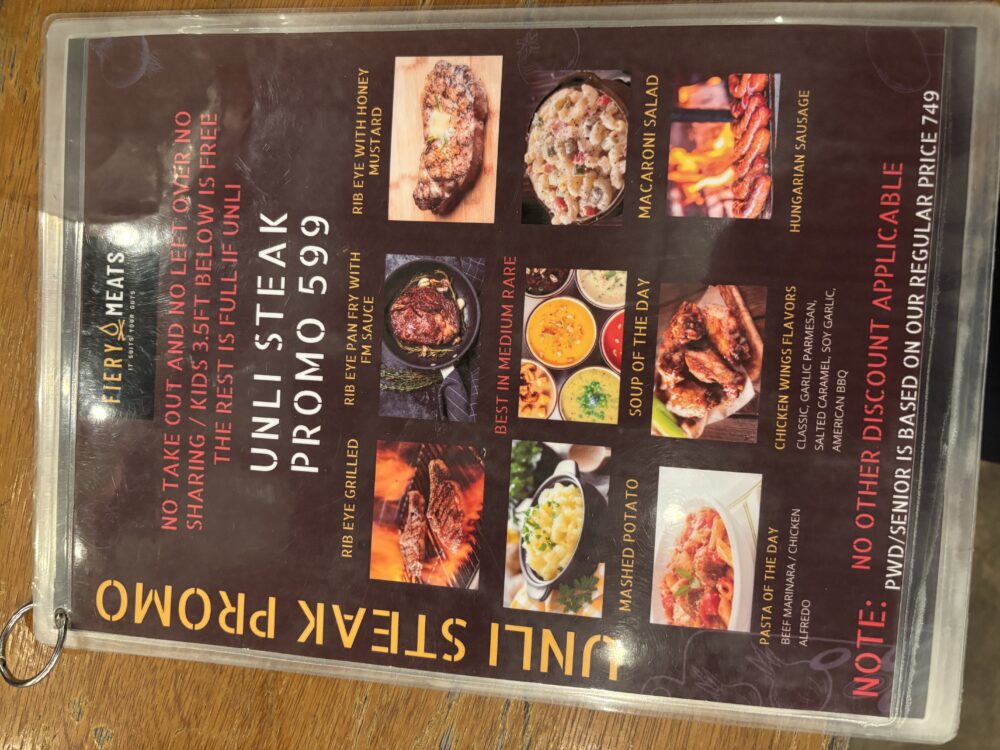 FIERY MEATS
IT SUITS YOUR GUTS
NO TAKE OUT AND NO LEFT OVER NO
SHARING / KIDS 3.5FT BELOW IS FREE
THE REST IS FULL IF UNLI
UNLI STEAK
PROMO 599
UNLI STEAK PROMO
RIB EYE GRILLED
RIB EYE PAN FRY WITH
FM SAUCE
RIB EYE WITH HONEY
MUSTARD
BEST IN MEDIUM RARE
MASHED POTATO
SOUP OF THE DAY
MACARONI SALAD
PASTA OF THE DAY
BEEF MARINARA / CHICKEN
ALFREDO
CHICKEN WINGS FLAVORS
CLASSIC, GARLIC PARMESAN,
SALTED CARAMEL, SOY GARLIC,
AMERICAN BBQ
HUNGARIAN SAUSAGE
NOTE: NO OTHER DISCOUNT APPLICABLE
PWD/SENIOR IS BASED ON OUR REGULAR PRICE 749